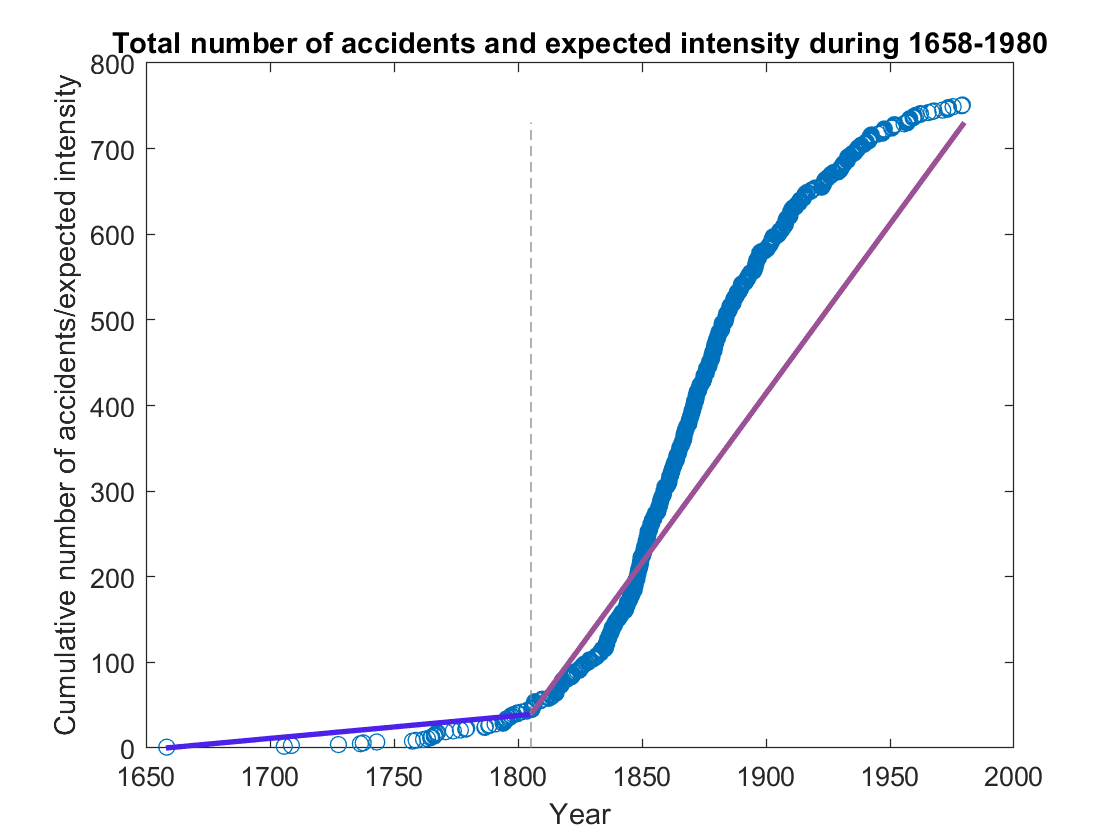 Total number of accidents and expected intensity during 1658-1980
Cumulative number of accidents/expected intensity
800
700
600
500
400
300
200
100
0
1650 1700 1750 1800 1850 1900 1950 2000
Year